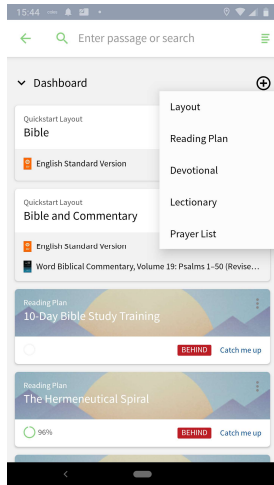 15:44
Enter passage or search
Dashboard
Layout
Reading Plan
Devotional
Lectionary
Prayer List
Quickstart Layout
Bible
English Standard Version
Quickstart Layout
Bible and Commentary
English Standard Version
Word Biblical Commentary, Volume 19: Psalms 1–50 (Revise...
Reading Plan
10-Day Bible Study Training
BEHIND Catch me up
Reading Plan
The Hermeneutical Spiral
96% BEHIND Catch me up